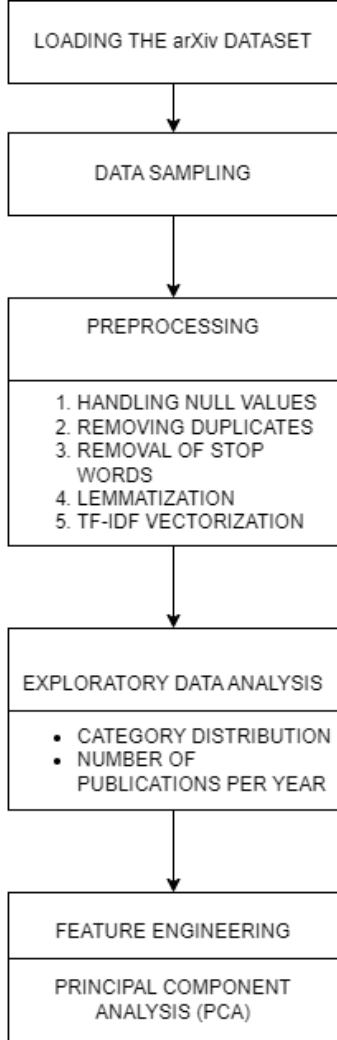 LOADING THE arXiv DATASET
DATA SAMPLING
PREPROCESSING
1. HANDLING NULL VALUES
2. REMOVING DUPLICATES
3. REMOVAL OF STOP
WORDS
4. LEMMATIZATION
5. TF-IDF VECTORIZATION
EXPLORATORY DATA ANALYSIS
• CATEGORY DISTRIBUTION
• NUMBER OF
PUBLICATIONS PER YEAR
FEATURE ENGINEERING
PRINCIPAL COMPONENT
ANALYSIS (PCA)